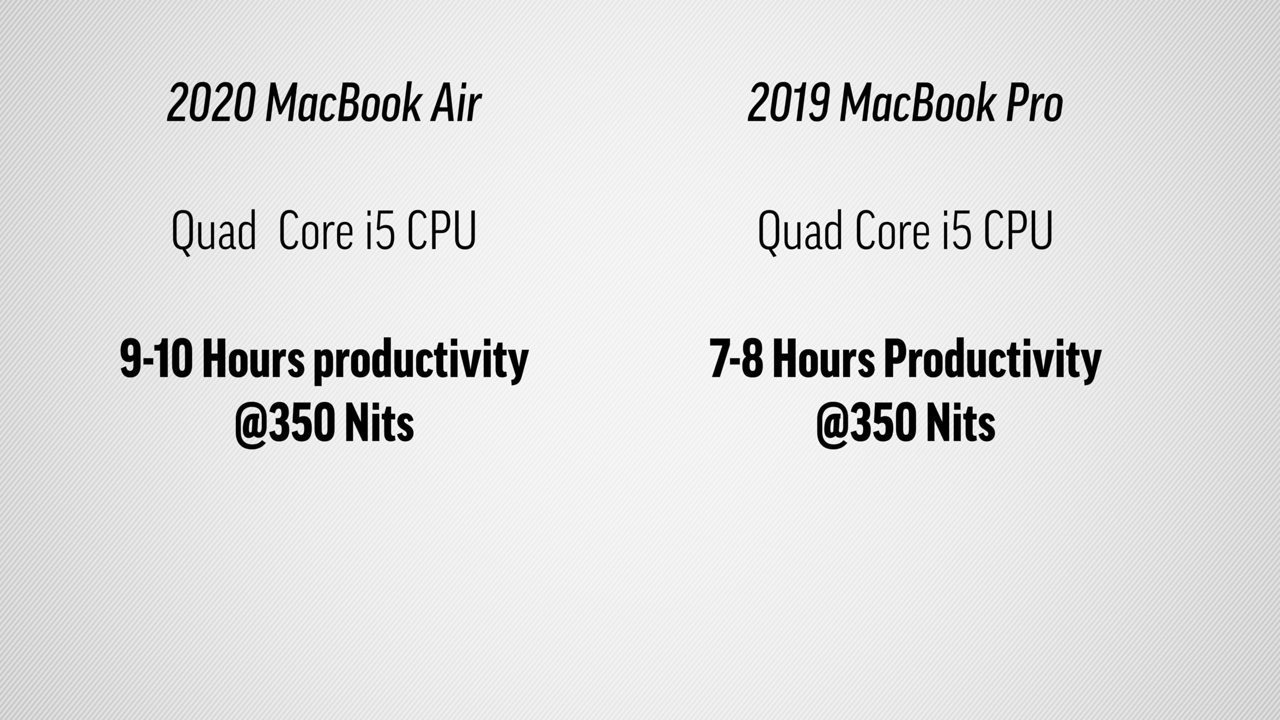 2020 MacBook Air
Quad  Core i5 CPU
9-10 Hours productivity
@350 Nits
2019 MacBook Pro
Quad Core i5 CPU
7-8 Hours Productivity
@350 Nits